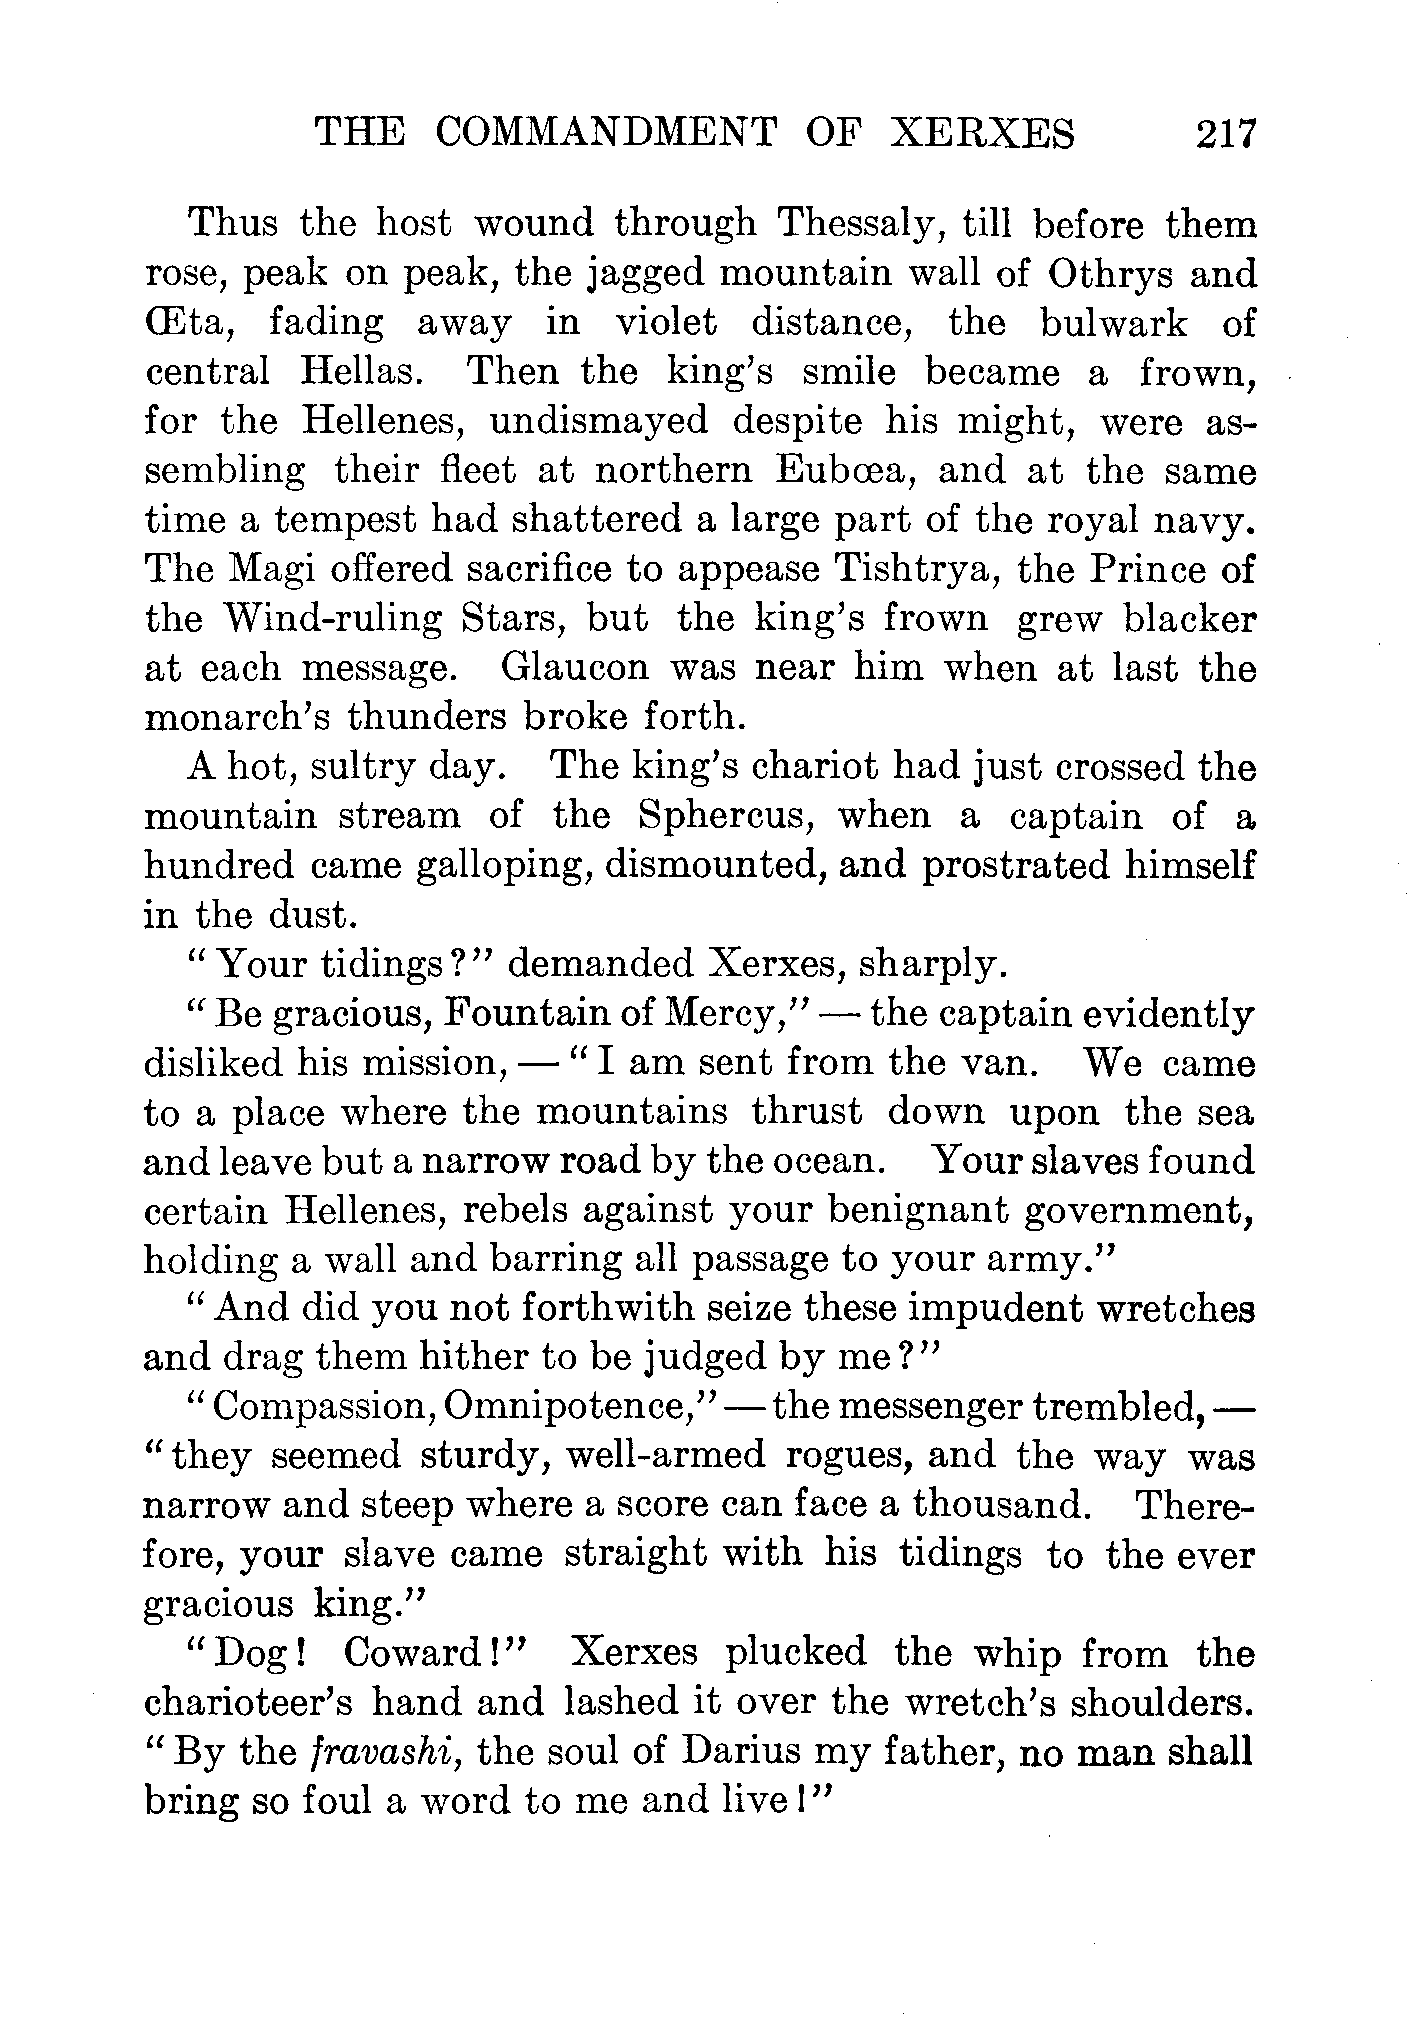 THE COMMANDMENT OF XERXES 217
Thus the host wound through Thessaly, till before them
rose, peak on peak, the jagged mountain wall of Othrys and
Œta, fading away in violet distance, the bulwark of
central Hellas. Then the king's smile became a frown,
for the Hellenes, undismayed despite his might, were as-
sembling their fleet at northern Eubœa, and at the same
time a tempest had shattered a large part of the royal navy.
The Magi offered sacrifice to appease Tishtrya, the Prince of
the Wind-ruling Stars, but the king's frown grew blacker
at each message. Glaucon was near him when at last the
monarch's thunders broke forth.
A hot, sultry day. The king's chariot had just crossed the
mountain stream of the Sphercus, when a captain of a
hundred came galloping, dismounted, and prostrated himself
in the dust.
"Your tidings?" demanded Xerxes, sharply.
"Be gracious, Fountain of Mercy,"—the captain evidently
disliked his mission,—"I am sent from the van. We came
to a place where the mountains thrust down upon the sea
and leave but a narrow road by the ocean. Your slaves found
certain Hellenes, rebels against your benignant government,
holding a wall and barring all passage to your army."
"And did you not forthwith seize these impudent wretches
and drag them hither to be judged by me?"
"Compassion, Omnipotence,"—the messenger trembled,—
"they seemed sturdy, well-armed rogues, and the way was
narrow and steep where a score can face a thousand. There-
fore, your slave came straight with his tidings to the ever
gracious king."
"Dog! Coward!" Xerxes plucked the whip from the
charioteer's hand and lashed it over the wretch's shoulders.
"By the fravashi, the soul of Darius my father, no man shall
bring so foul a word to me and live!"